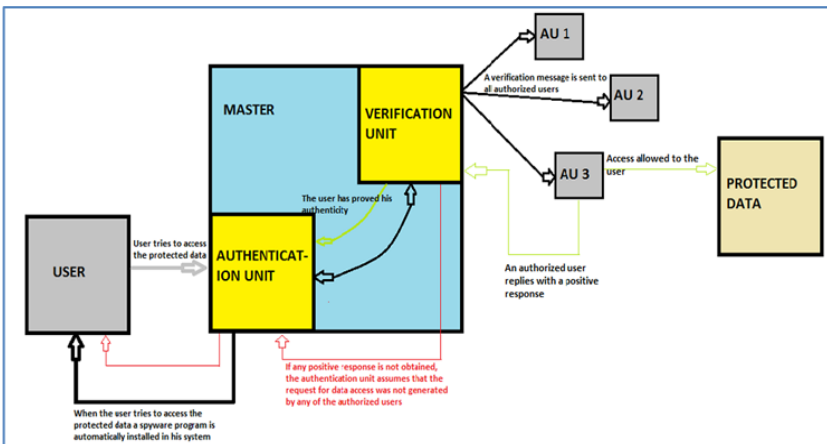 AU 1
A verification message is sent to
all authorized users
AU 2
MASTER
VERIFICATION
UNIT
AU 3
Access allowed to the
user
PROTECTED
DATA
The user has proved his
authenticity
User tries to access
the protected data
USER
AUTHENTICAT-
ION UNIT
An authorized user
replies with a positive
response
If any positive response is not obtained,
the authentication unit assumes that the
request for data access was not generated
by any of the authorized users
When the user tries to access the
protected data a spyware program is
automatically installed in his system